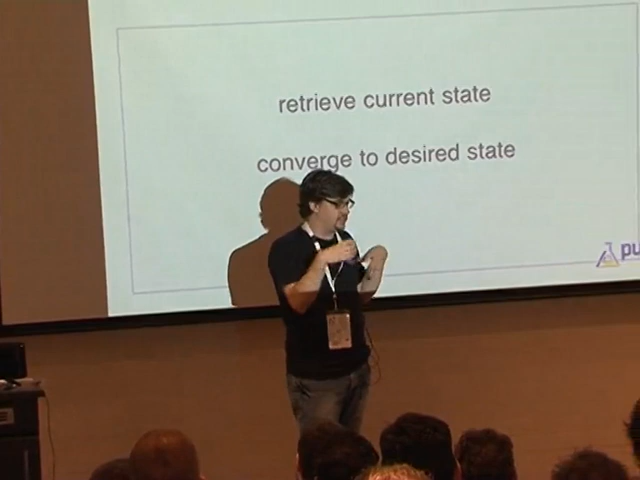 retrieve current state
converge to desired state
pu